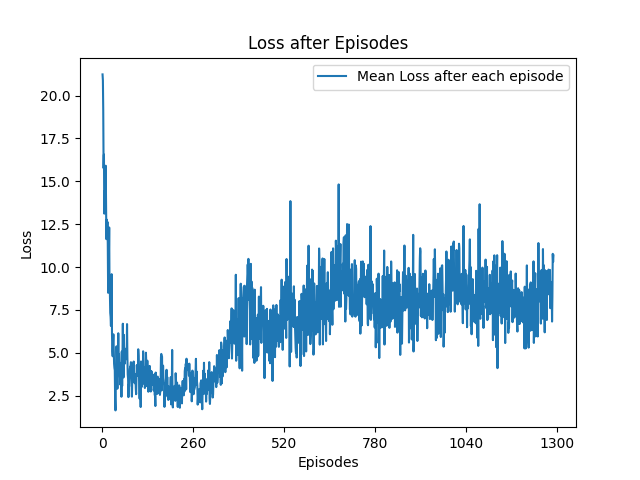 Loss after Episodes
Mean Loss after each episode
20.0
17.5
15.0
12.5
10.0
7.5
5.0
2.5
Loss
0 260 520 780 1040 1300
Episodes